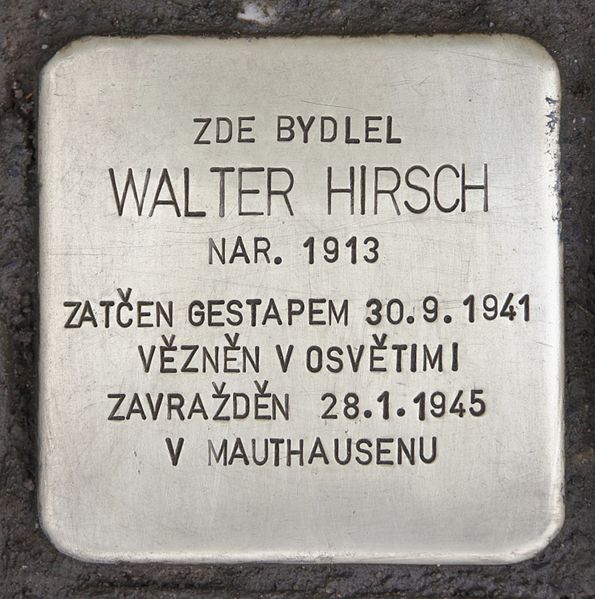 ZDE BYDLEL
WALTER HIRSCH
NAR. 1913
ZATČEN GESTAPEM 30.9.1941
VĚZNĚN V OSVĚTIMI
ZAVRAŽDĚN 28.1.1945
V MAUTHAUSENU